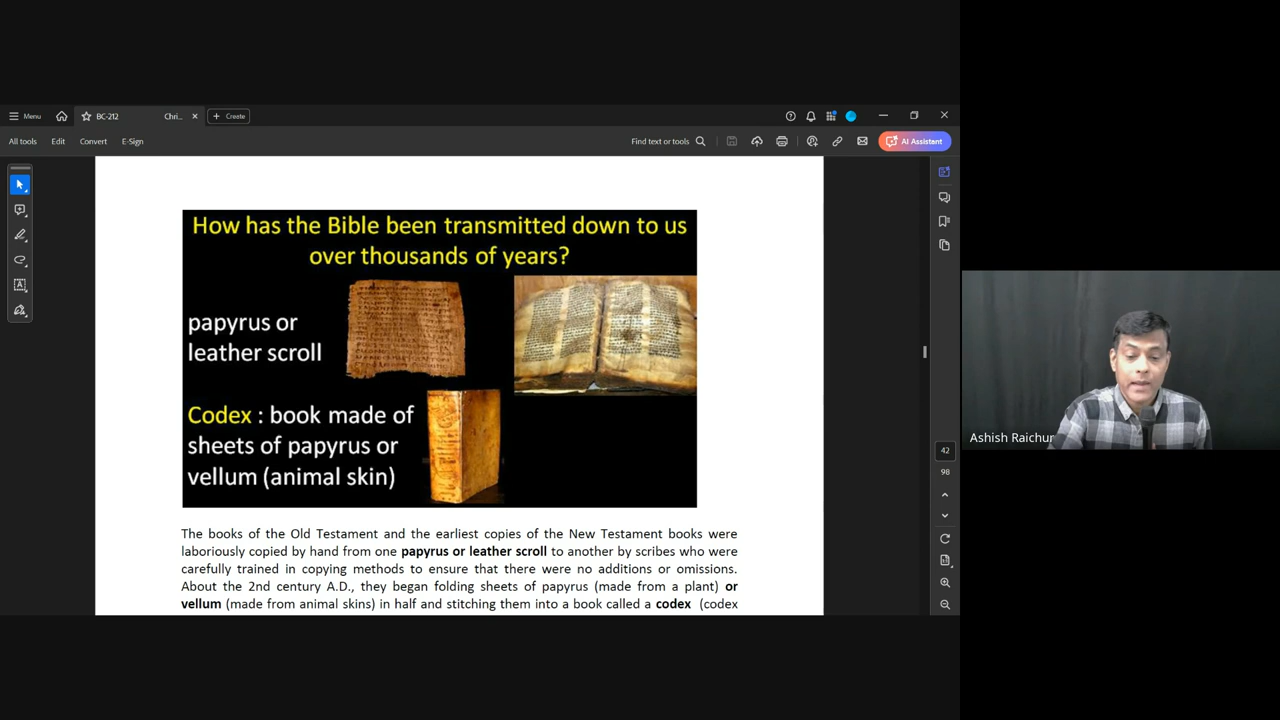 Menu
BC-212
Chri...
Create
All tools
Edit
Convert
E-Sign
Find text or tools
AI Assistant
How has the Bible been transmitted down to us
over thousands of years?
papyrus or
leather scroll
Codex : book made of
sheets of papyrus or
vellum (animal skin)
The books of the Old Testament and the earliest copies of the New Testament books were
laboriously copied by hand from one papyrus or leather scroll to another by scribes who were
carefully trained in copying methods to ensure that there were no additions or omissions.
About the 2nd century A.D., they began folding sheets of papyrus (made from a plant) or
vellum (made from animal skins) in half and stitching them into a book called a codex (codex
42
98
Ashish Raichur